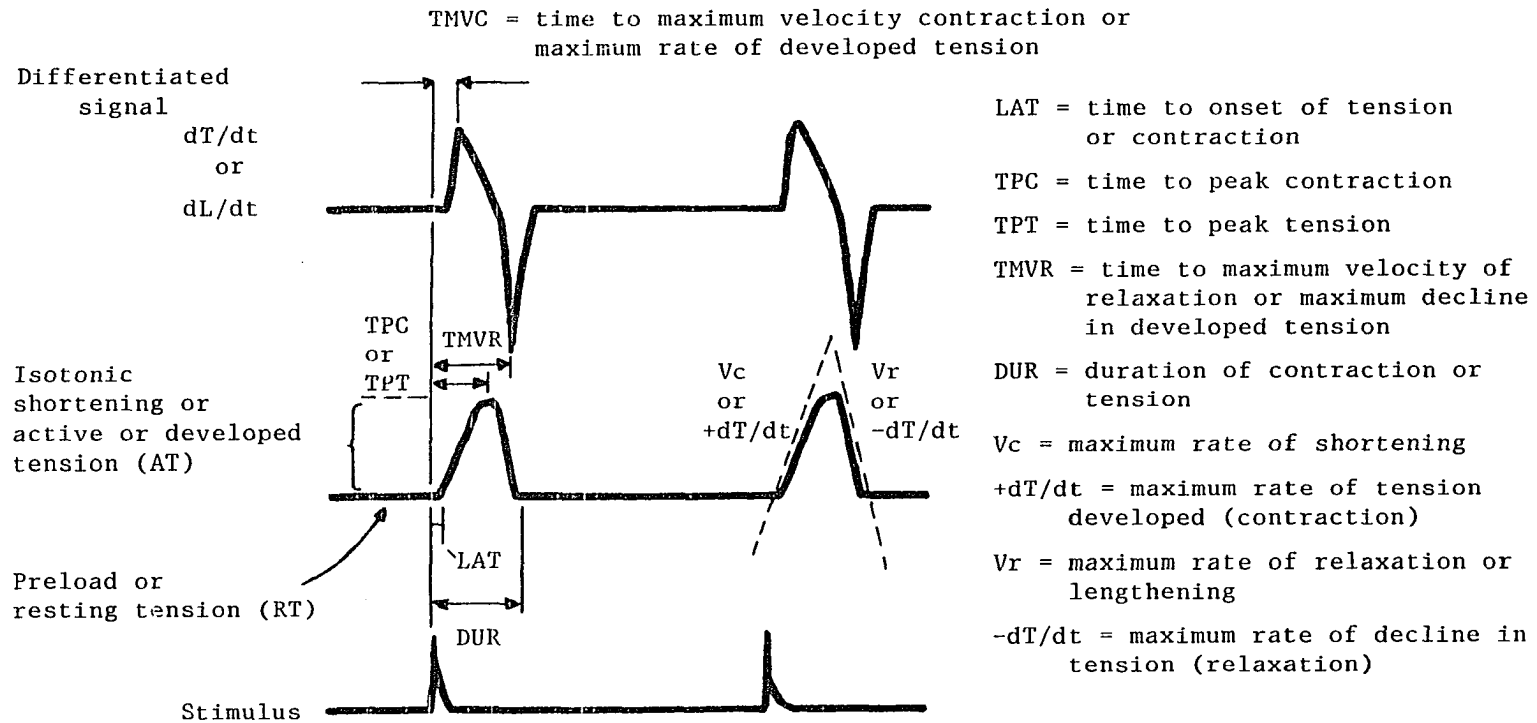 TMVC = time to maximum velocity contraction or
maximum rate of developed tension
Differentiated
signal
dT/dt
or
dL/dt
LAT = time to onset of tension
or contraction
TPC = time to peak contraction
TPT = time to peak tension
TMVR = time to maximum velocity of
relaxation or maximum decline
in developed tension
DUR = duration of contraction or
tension
Vc = maximum rate of shortening
+dT/dt = maximum rate of tension
developed (contraction)
Vr = maximum rate of relaxation or
lengthening
-dT/dt = maximum rate of decline in
tension (relaxation)
TPC
or
TPT
TMVR
Isotonic
shortening or
active or developed
tension (AT)
Vc
or
+dT/dt
Vr
or
-dT/dt
LAT
Preload or
resting tension (RT)
DUR
Stimulus